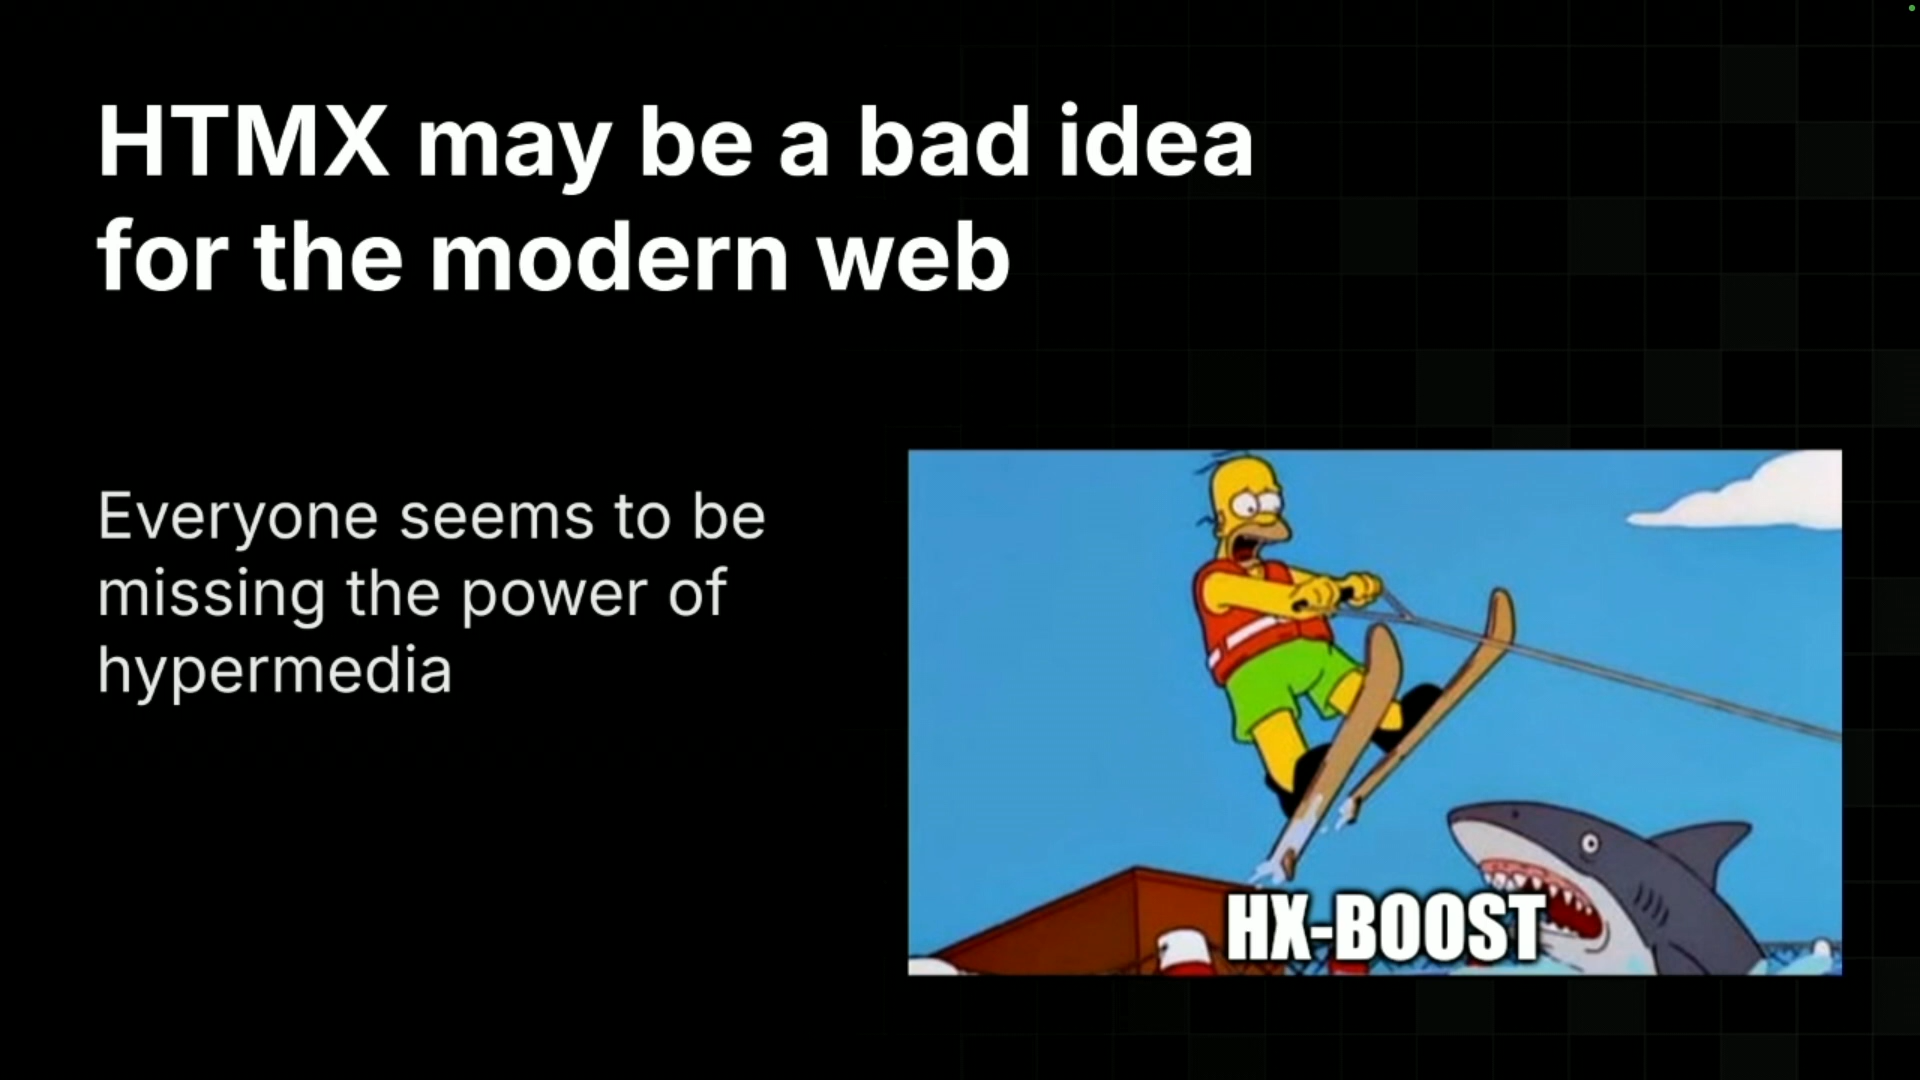 HTMX may be a bad idea
for the modern web
Everyone seems to be
missing the power of
hypermedia
HX-BOOST